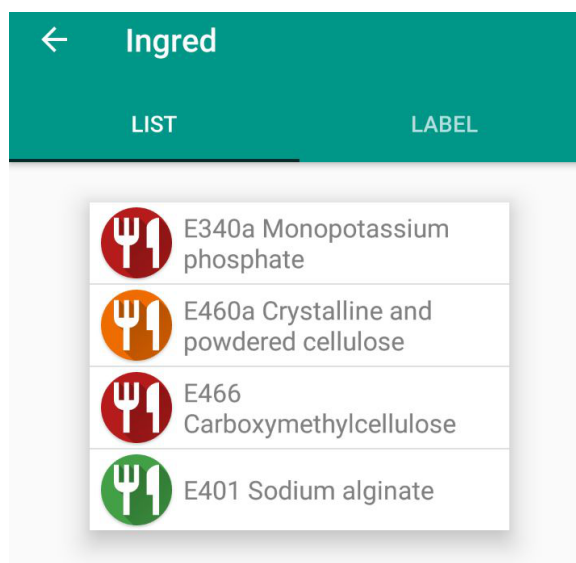 Ingred
LIST
LABEL
E340a Monopotassium
phosphate
E460a Crystalline and
powdered cellulose
E466
Carboxymethylcellulose
E401 Sodium alginate